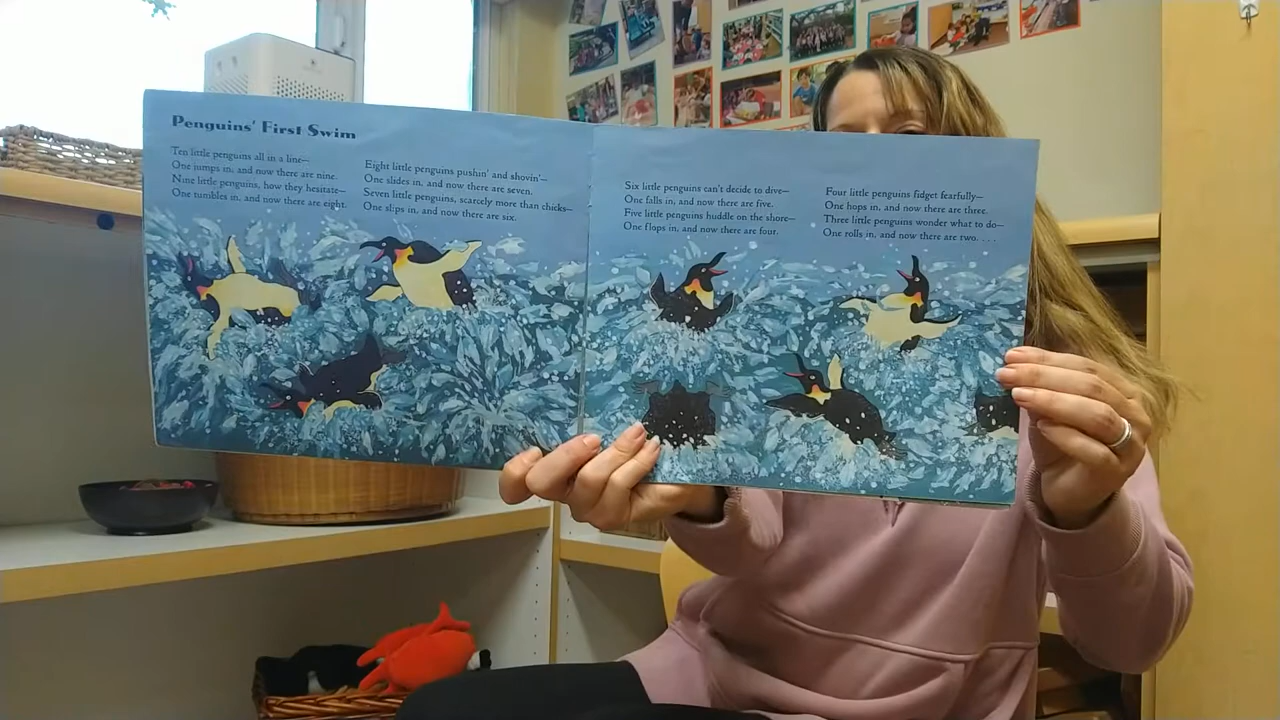 Penguins' First Swim
Ten little penguins all in a line—
One jumps in, and now there are nine.
Nine little penguins, how they hesitate—
One tumbles in, and now there are eight.
Eight little penguins pushin' and shovin'—
One slides in, and now there are seven.
Seven little penguins, scarcely more than chicks—
One slips in, and now there are six.
Six little penguins can't decide to dive—
One falls in, and now there are five.
Five little penguins huddle on the shore—
One flops in, and now there are four.
Four little penguins fidget fearfully—
One hops in, and now there are three.
Three little penguins wonder what to do—
One rolls in, and now there are two. . . .